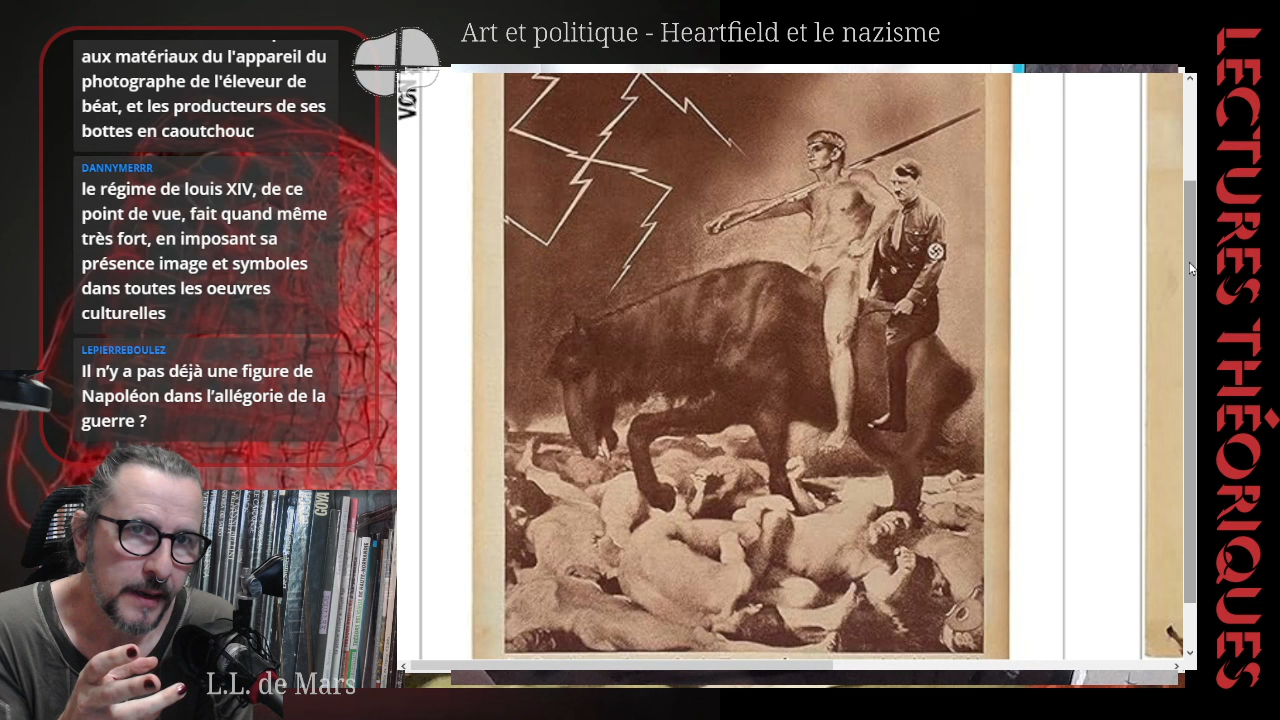 Art et politique - Heartfield et le nazisme
aux matériaux du l'appareil du
photographe de l'éleveur de
béat, et les producteurs de ses
bottes en caoutchouc
DANNYMERRR
le régime de louis XIV, de ce
point de vue, fait quand même
très fort, en imposant sa
présence image et symboles
dans toutes les oeuvres
culturelles
LEPIERREBOULEZ
Il n'y a pas déjà une figure de
Napoléon dans l'allégorie de la
guerre ?
GOYA
L.L. de Mars
LECTURES THÉORIQUES